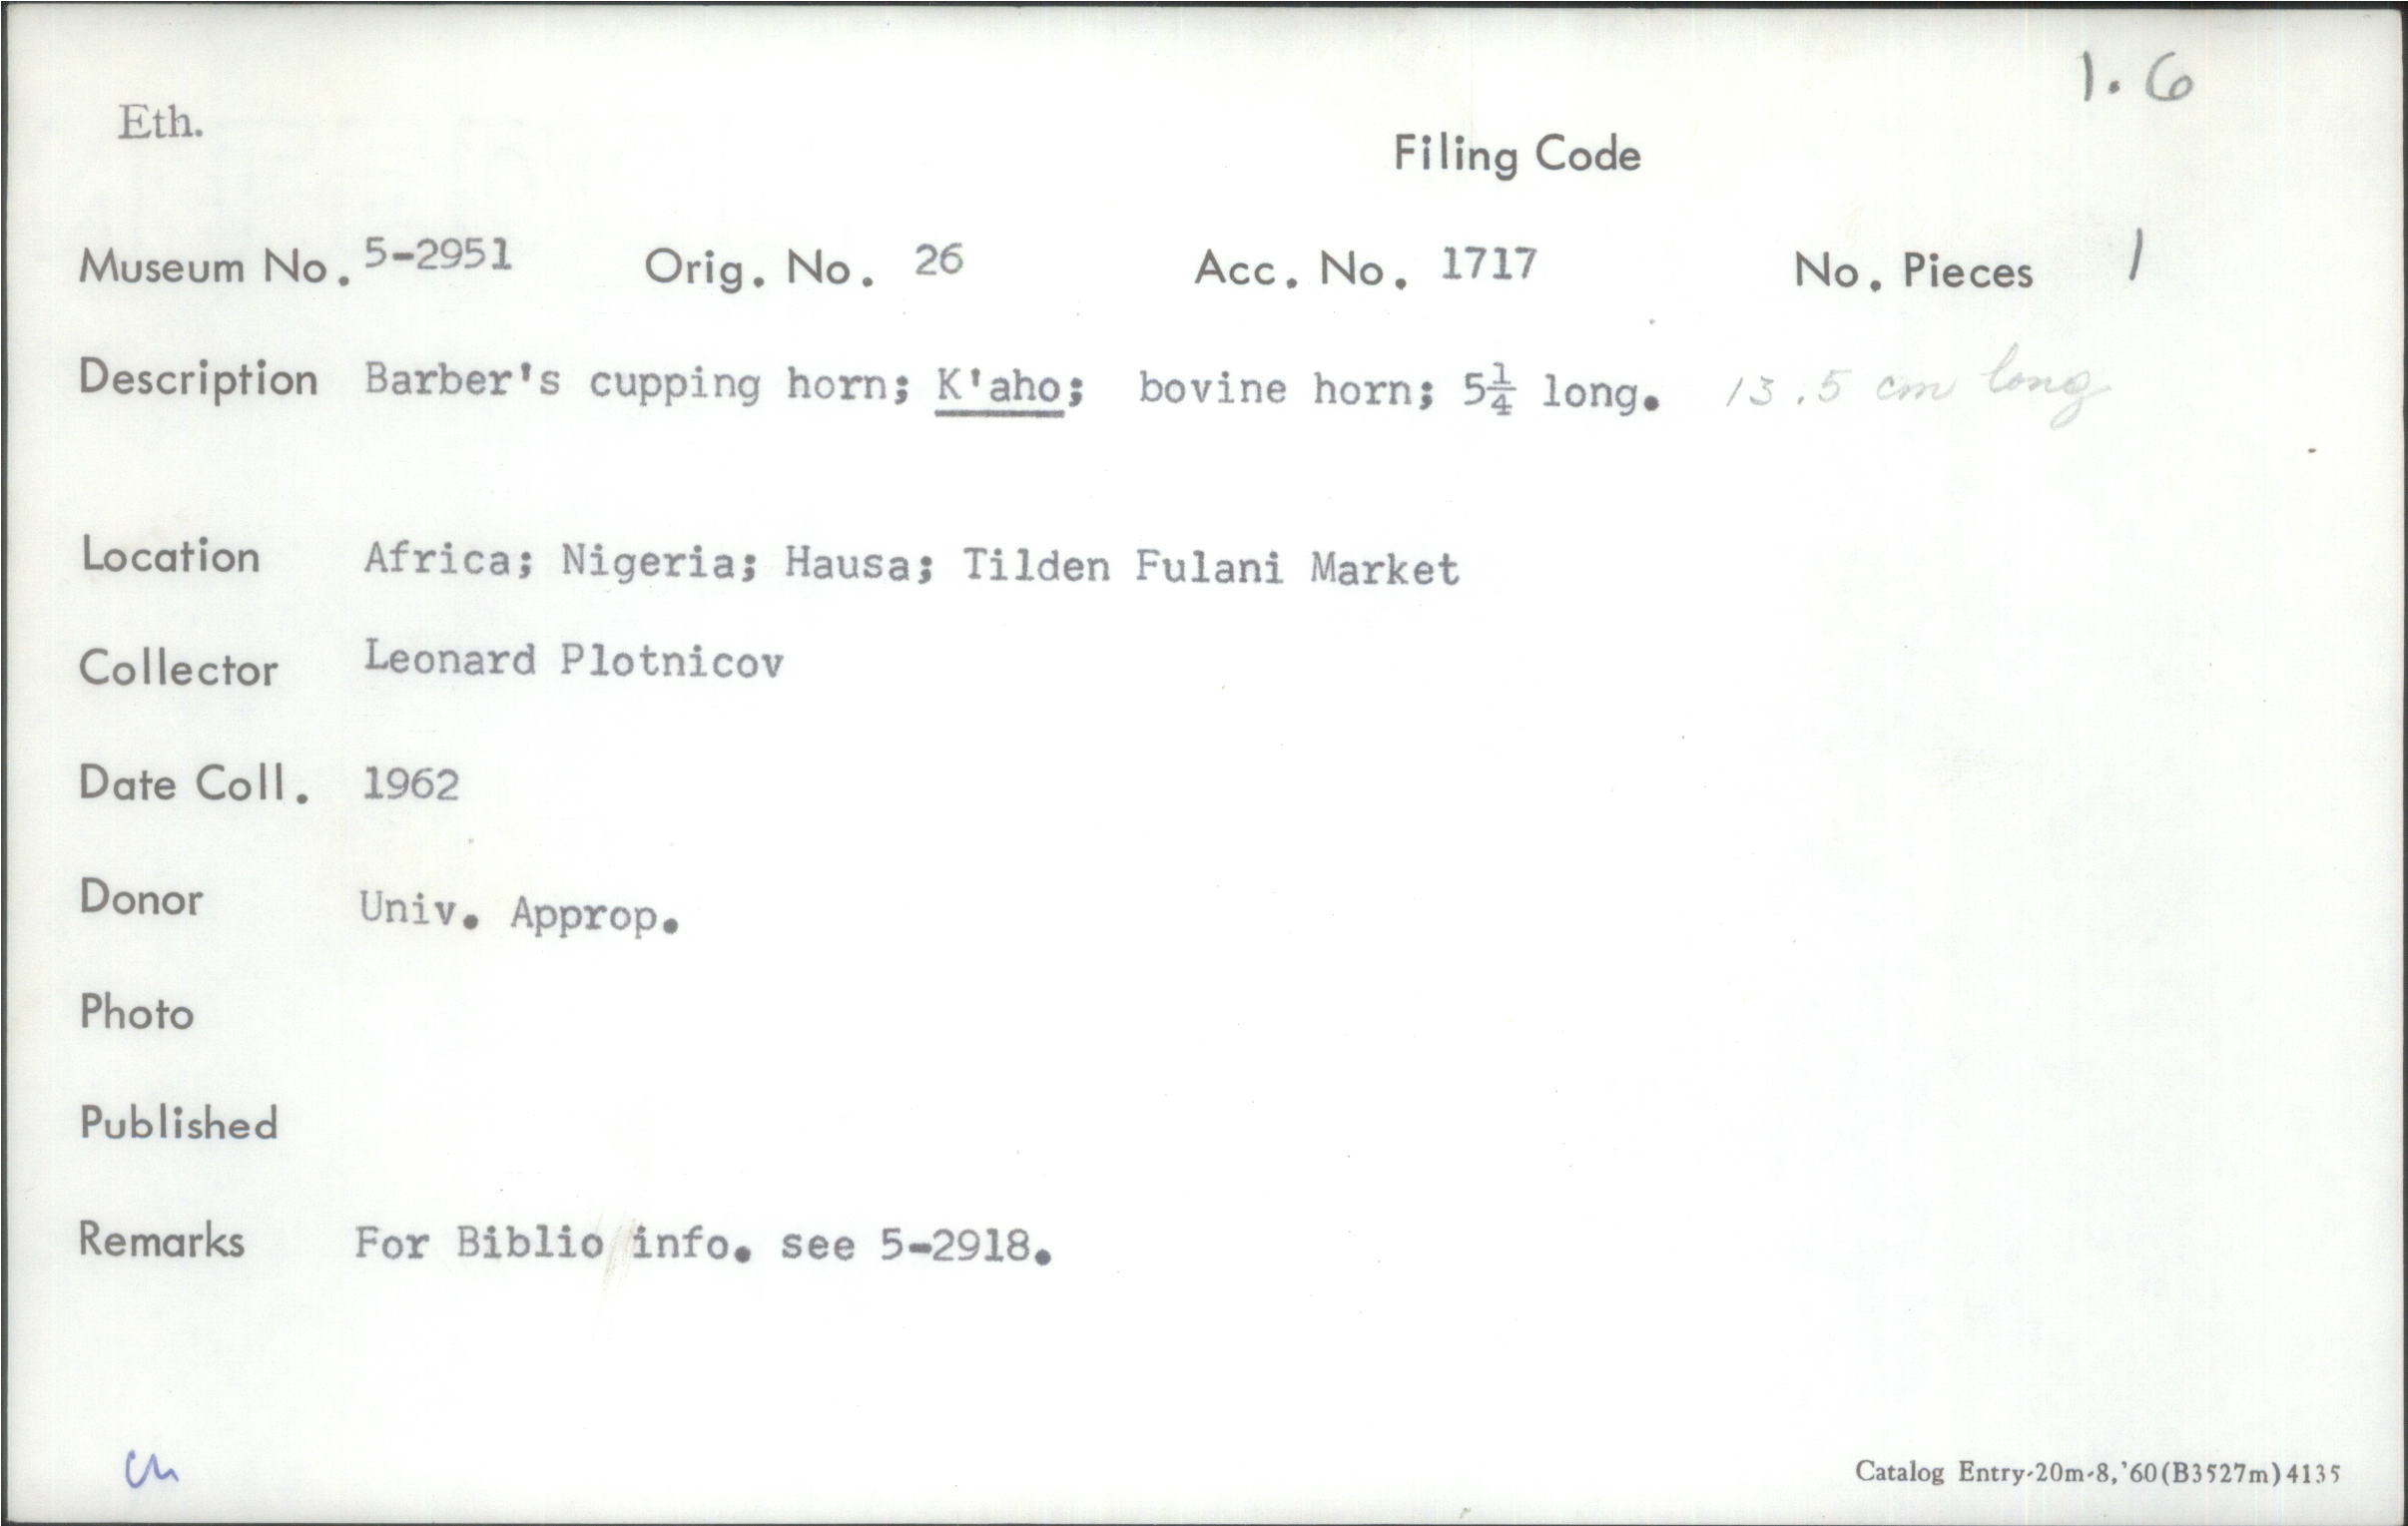 1.6
Eth.
Filing Code
Museum No. 5-2951 Orig. No. 26 Acc. No. 1717 No. Pieces 1
Description Barber's cupping horn; K'aho; bovine horn; 5¼ long. 13.5 cm long
Location Africa; Nigeria; Hausa; Tilden Fulani Market
Collector Leonard Plotnicov
Date Coll. 1962
Donor Univ. Approp.
Photo
Published
Remarks For Biblio info. see 5-2918.
Catalog Entry-20m-8,'60(B3527m)4135